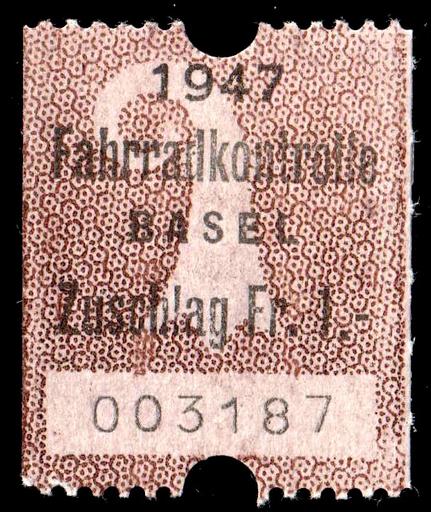 1947
Fahrradkontrolle
BASEL
Zuschlag Fr. 1.-
003187